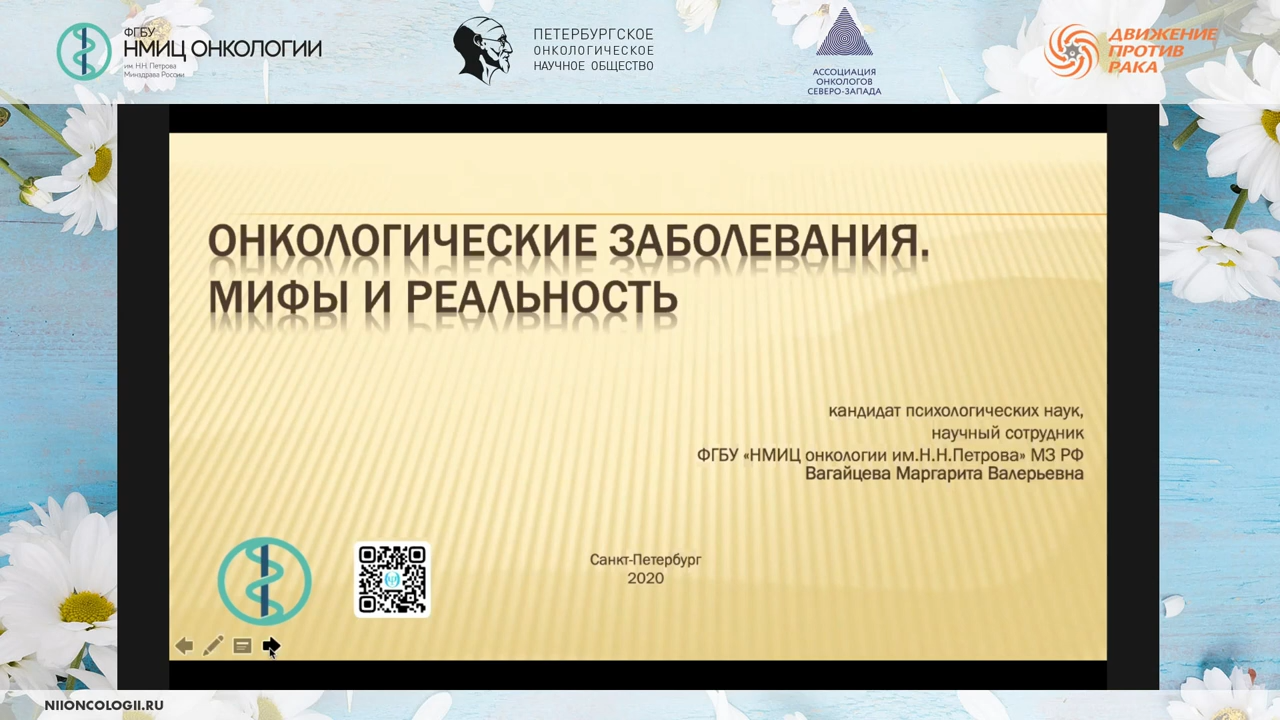 ФГБУ
НМИЦ ОНКОЛОГИИ
им. Н.Н. Петрова
Минздрава России
ПЕТЕРБУРГСКОЕ
ОНКОЛОГИЧЕСКОЕ
НАУЧНОЕ ОБЩЕСТВО
АССОЦИАЦИЯ
ОНКОЛОГОВ
СЕВЕРО-ЗАПАДА
ДВИЖЕНИЕ
ПРОТИВ
РАКА
ОНКОЛОГИЧЕСКИЕ ЗАБОЛЕВАНИЯ.
МИФЫ И РЕАЛЬНОСТЬ
кандидат психологических наук,
научный сотрудник
ФГБУ «НМИЦ онкологии им.Н.Н.Петрова» МЗ РФ
Вагайцева Маргарита Валерьевна
Санкт-Петербург
2020
NIIONCOLOGII.RU